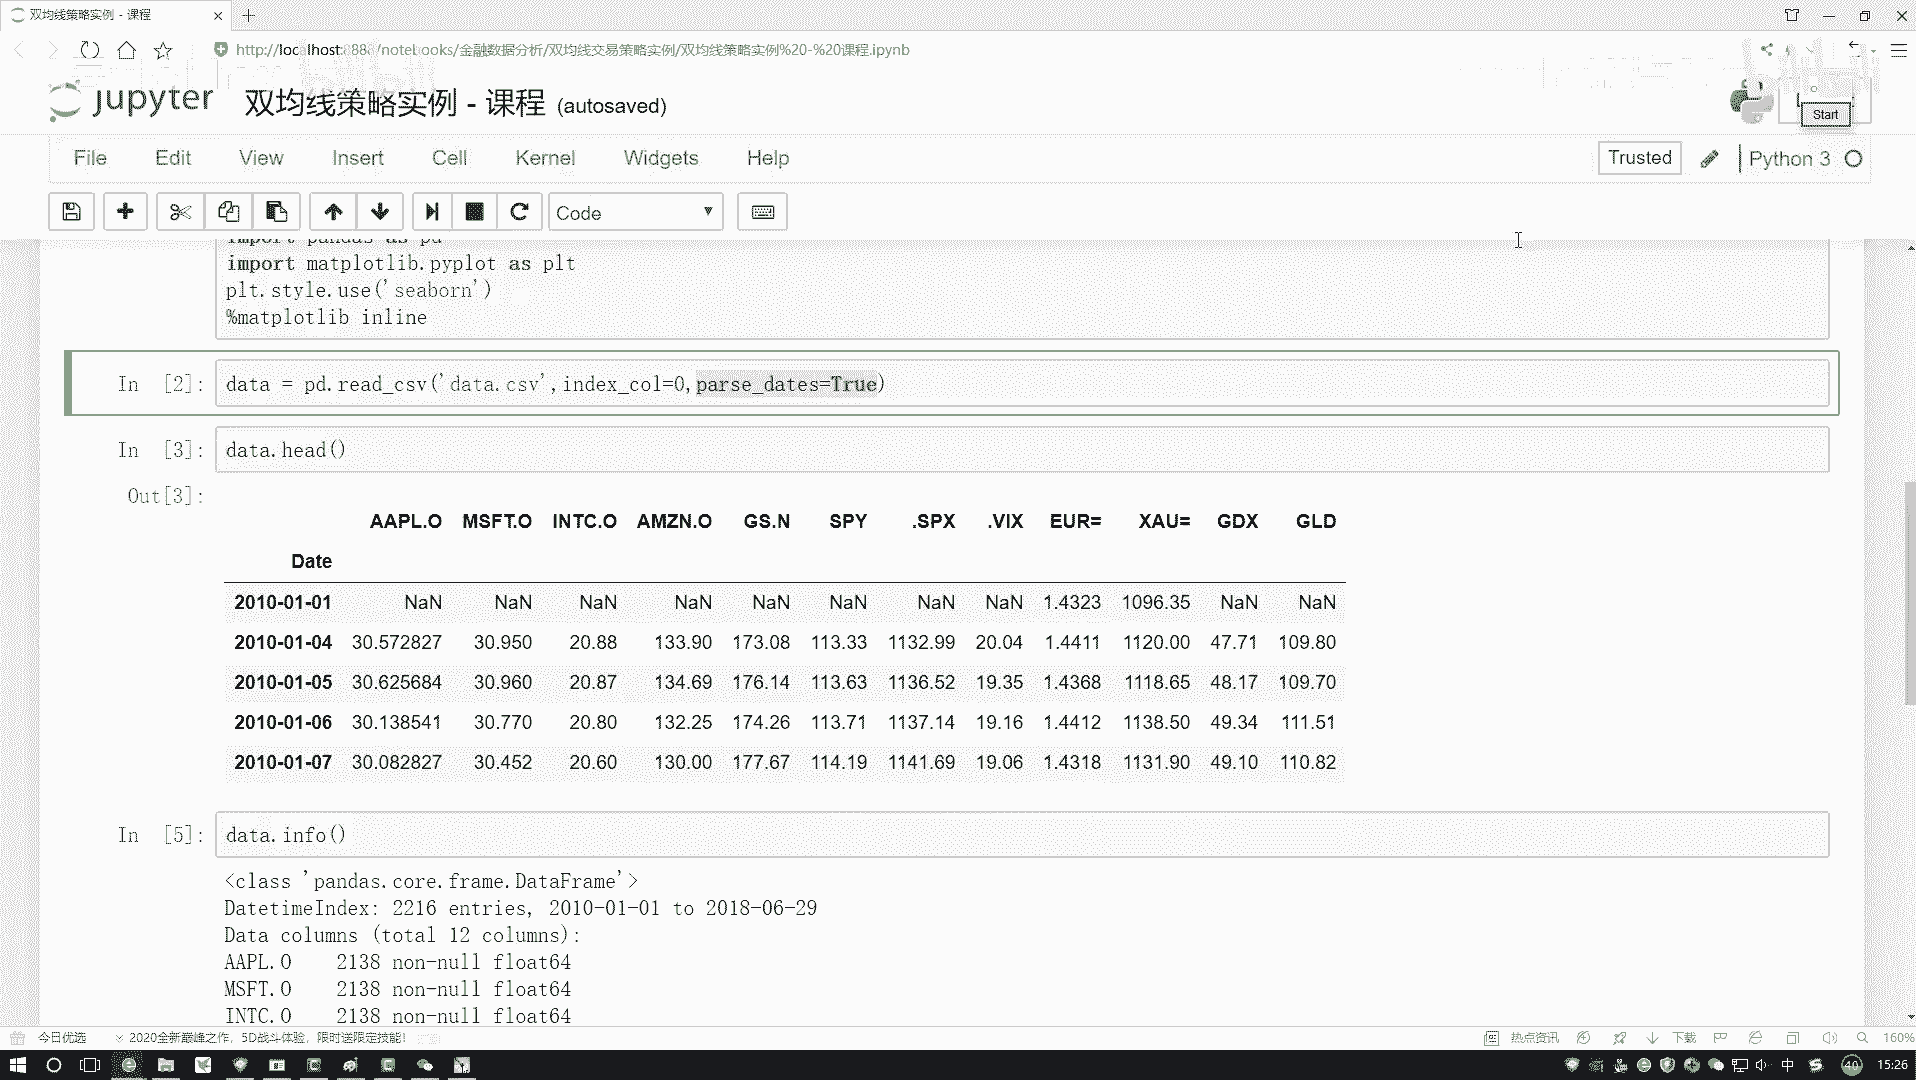 双均线策略实例 - 课程
http://localhost:888/notebooks/金融数据分析/双均线交易策略实例/双均线策略实例%20-%20课程.ipynb
jupyter 双均线策略实例 - 课程 (autosaved)
Start
File Edit View Insert Cell Kernel Widgets Help Trusted Python 3
Code
import pandas as pd
import matplotlib.pyplot as plt
plt.style.use('seaborn')
%matplotlib inline
In [2]: data = pd.read_csv('data.csv',index_col=0,parse_dates=True)
In [3]: data.head()
Out[3]:
AAPL.O MSFT.O INTC.O AMZN.O GS.N SPY .SPX .VIX EUR= XAU= GDX GLD
Date
2010-01-01 NaN NaN NaN NaN NaN NaN NaN NaN 1.4323 1096.35 NaN NaN
2010-01-04 30.572827 30.950 20.88 133.90 173.08 113.33 1132.99 20.04 1.4411 1120.00 47.71 109.80
2010-01-05 30.625684 30.960 20.87 134.69 176.14 113.63 1136.52 19.35 1.4368 1118.65 48.17 109.70
2010-01-06 30.138541 30.770 20.80 132.25 174.26 113.71 1137.14 19.16 1.4412 1138.50 49.34 111.51
2010-01-07 30.082827 30.452 20.60 130.00 177.67 114.19 1141.69 19.06 1.4318 1131.90 49.10 110.82
In [5]: data.info()
<class 'pandas.core.frame.DataFrame'>
DatetimeIndex: 2216 entries, 2010-01-01 to 2018-06-29
Data columns (total 12 columns):
AAPL.O 2138 non-null float64
MSFT.O 2138 non-null float64
INTC.O 2138 non-null float64
今日优选 2020全新巅峰之作，5D战斗体验，限时送限定技能！ 热点资讯 下载 160%
中 40 15:26